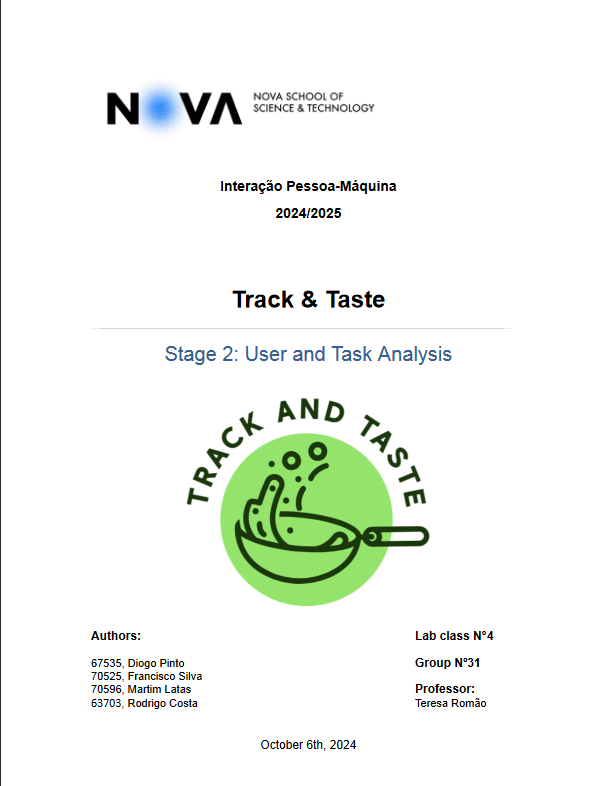 NOVA
NOVA SCHOOL OF
SCIENCE & TECHNOLOGY
Interação Pessoa-Máquina
2024/2025
Track & Taste
Stage 2: User and Task Analysis
TRACK AND TASTE
Authors:
67535, Diogo Pinto
70525, Francisco Silva
70596, Martim Latas
63703, Rodrigo Costa
Lab class N°4
Group N°31
Professor:
Teresa Romão
October 6th, 2024